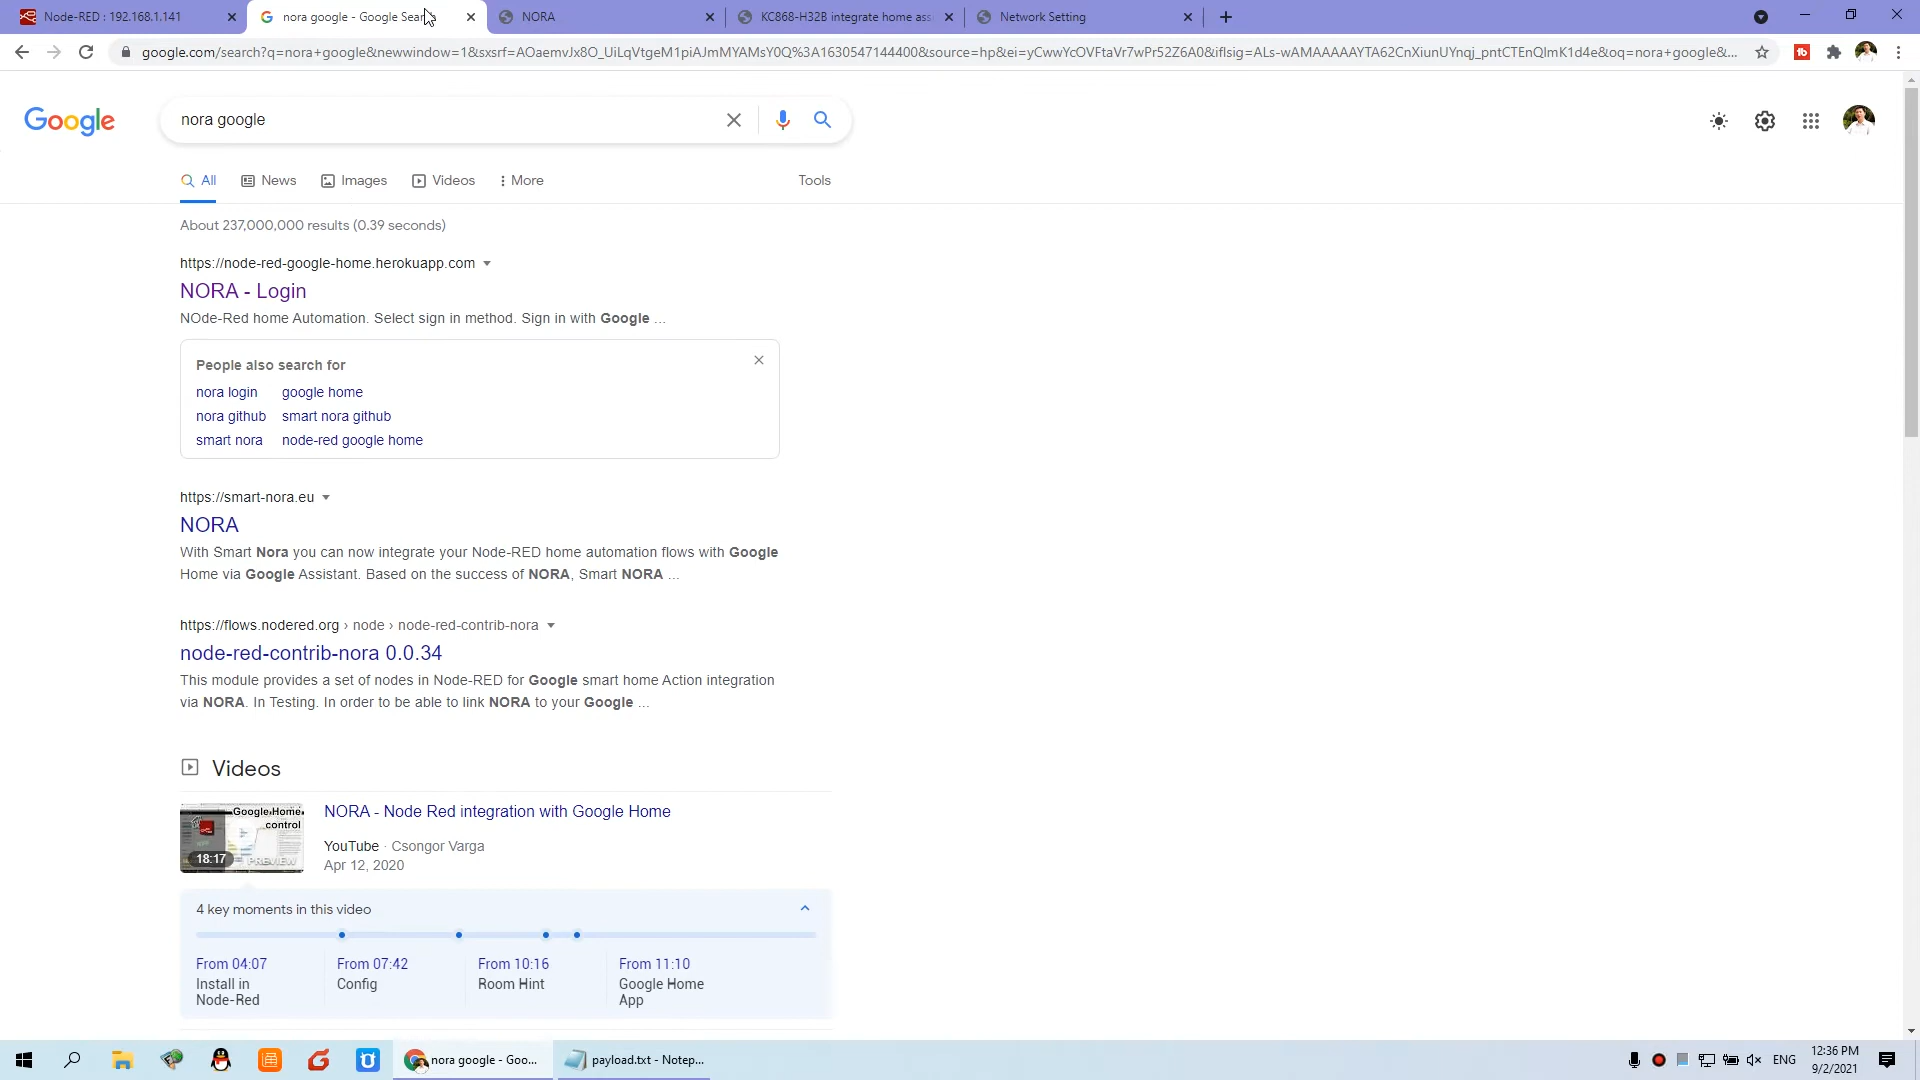 Node-RED : 192.168.1.141
nora google - Google Sear
NORA
KC868-H32B integrate home ass
Network Setting
google.com/search?q=nora+google&newwindow=1&sxsrf=AOaemvJx8O_UiLqVtgeM1piAJmMYAMsY0Q%3A1630547144400&source=hp&ei=yCwwYcOVFtaVr7wPr52Z6A0&iflsig=ALs-wAMAAAAAYTA62CnXiunUYnqj_pntCTEnQlmK1d4e&oq=nora+google&...
Google
nora google
All
News
Images
Videos
More
Tools
About 237,000,000 results (0.39 seconds)
https://node-red-google-home.herokuapp.com
NORA - Login
NOde-Red home Automation. Select sign in method. Sign in with Google ...
People also search for
nora login google home
nora github smart nora github
smart nora node-red google home
https://smart-nora.eu
NORA
With Smart Nora you can now integrate your Node-RED home automation flows with Google
Home via Google Assistant. Based on the success of NORA, Smart NORA ...
https://flows.nodered.org › node › node-red-contrib-nora
node-red-contrib-nora 0.0.34
This module provides a set of nodes in Node-RED for Google smart home Action integration
via NORA. In Testing. In order to be able to link NORA to your Google ...
Videos
Google Home
control
18:17
PREVIEW
NORA - Node Red integration with Google Home
YouTube · Csongor Varga
Apr 12, 2020
4 key moments in this video
From 04:07
Install in
Node-Red
From 07:42
Config
From 10:16
Room Hint
From 11:10
Google Home
App
nora google - Goo...
payload.txt - Notep...
ENG
12:36 PM
9/2/2021